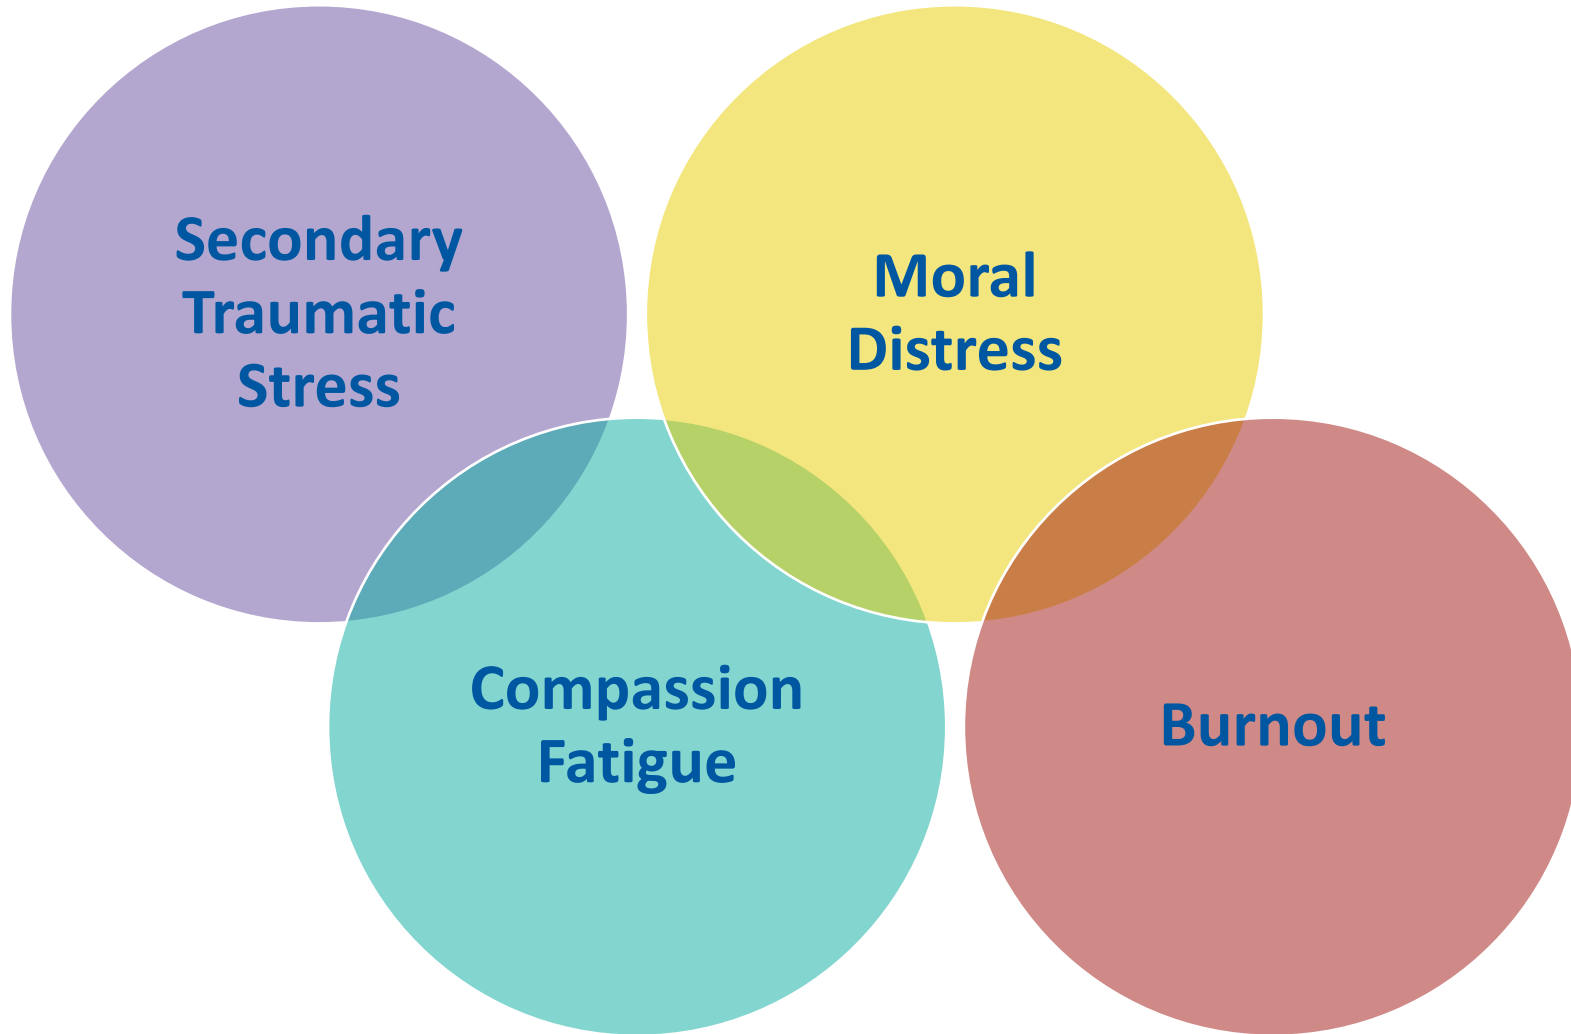 Secondary
Traumatic
Stress
Moral
Distress
Compassion
Fatigue
Burnout